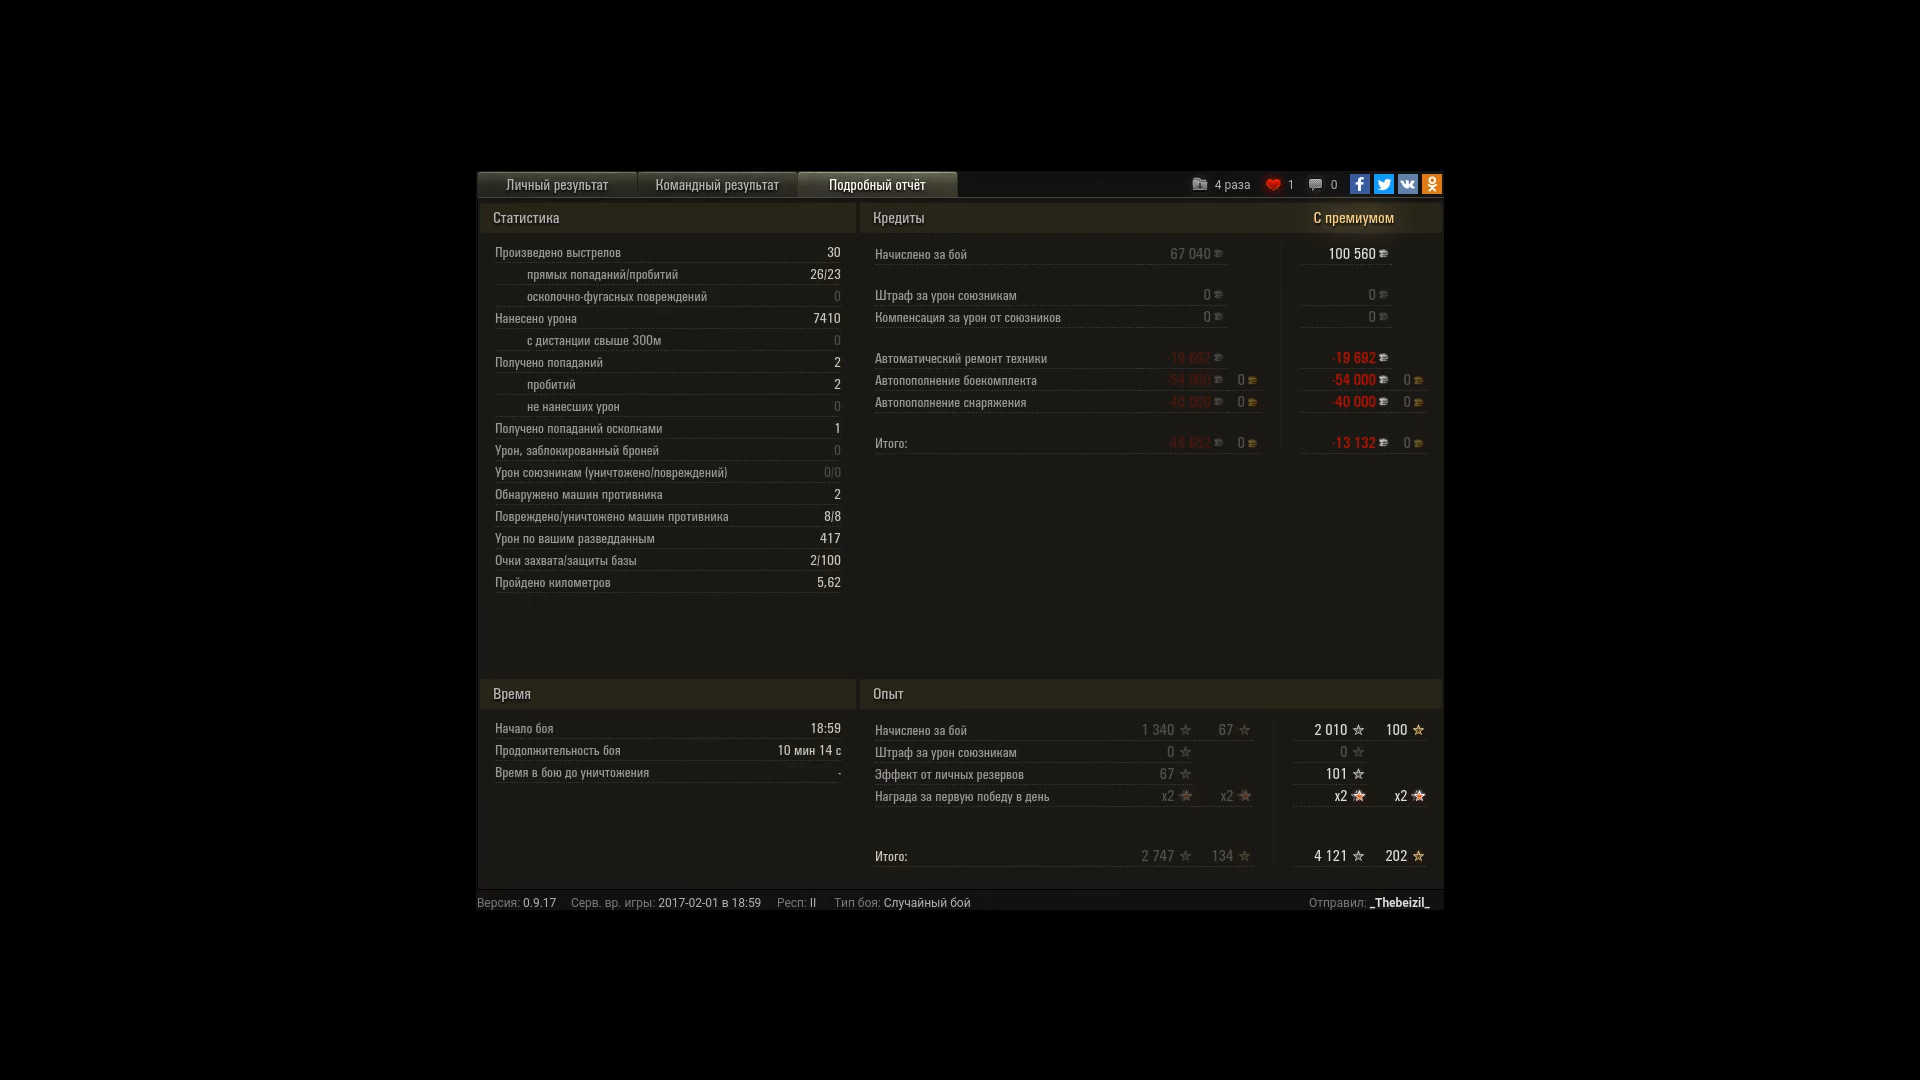 Личный результат Командный результат Подробный отчёт 4 раза 1 0
Статистика
Произведено выстрелов 30
прямых попаданий/пробитий 26/23
осколочно-фугасных повреждений 0
Нанесено урона 7410
с дистанции свыше 300м 0
Получено попаданий 2
пробитий 2
не нанесших урон 0
Получено попаданий осколками 1
Урон, заблокированный броней 0
Урон союзникам (уничтожено/повреждений) 0/0
Обнаружено машин противника 2
Повреждено/уничтожено машин противника 8/8
Урон по вашим разведданным 417
Очки захвата/защиты базы 2/100
Пройдено километров 5,62
Кредиты С премиумом
Начислено за бой 67 040 100 560
Штраф за урон союзникам 0 0
Компенсация за урон от союзников 0 0
Автоматический ремонт техники -19 692 -19 692
Автопополнение боекомплекта -54 000 0 -54 000 0
Автопополнение снаряжения -40 000 0 -40 000 0
Итого: -46 652 0 -13 132 0
Время
Начало боя 18:59
Продолжительность боя 10 мин 14 с
Время в бою до уничтожения -
Опыт
Начислено за бой 1 340 67 2 010 100
Штраф за урон союзникам 0 0
Эффект от личных резервов 67 101
Награда за первую победу в день x2 x2 x2 x2
Итого: 2 747 134 4 121 202
Версия: 0.9.17 Серв. вр. игры: 2017-02-01 в 18:59 Респ: II Тип боя: Случайный бой Отправил: _Thebeizil_